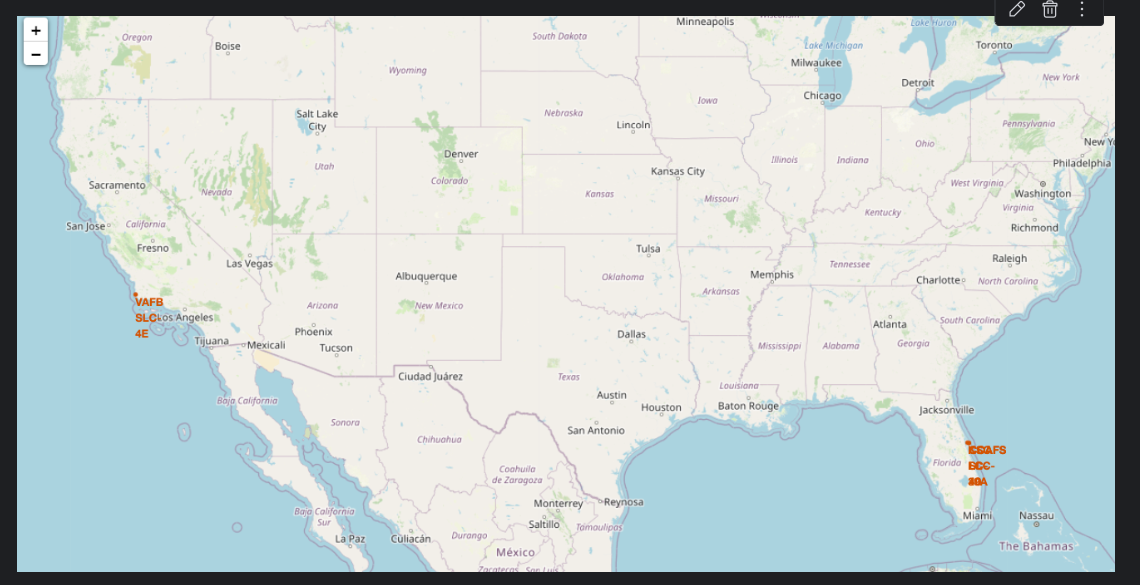 +
−
Minneapolis
Wisconsin
Lake Huron
Oregon
South Dakota
Toronto
Boise
Lake Michigan
Milwaukee
Wyoming
Detroit
New York
Chicago
Iowa
Nebraska
Salt Lake
City
Lincoln
Pennsylvania
Ohio
New Y
Denver
Illinois
Indiana
Philadelphia
Utah
Kansas City
Colorado
West Virginia
Sacramento
Nevada
Kansas
Missouri
Washington
Virginia
Kentucky
San Jose
California
Richmond
Fresno
Tulsa
Raleigh
Las Vegas
Tennessee
Albuquerque
Oklahoma
Memphis
Charlotte
North Carolina
Arkansas
VAFB
SLC-
4E
Los Angeles
Arizona
New Mexico
South Carolina
Atlanta
Phoenix
Dallas
Tijuana
Mexicali
Tucson
Mississippi
Alabama
Georgia
Ciudad Juárez
Texas
Louisiana
Baja California
Austin
Houston
Baton Rouge
Jacksonville
Sonora
San Antonio
Chihuahua
Florida
Coahuila
de Zaragoza
Monterrey
Reynosa
Baja California
Sur
Saltillo
Tamaulipas
Miami
Nassau
La Paz
Culiacán
Durango
México
The Bahamas
Zacatecas
San Luis